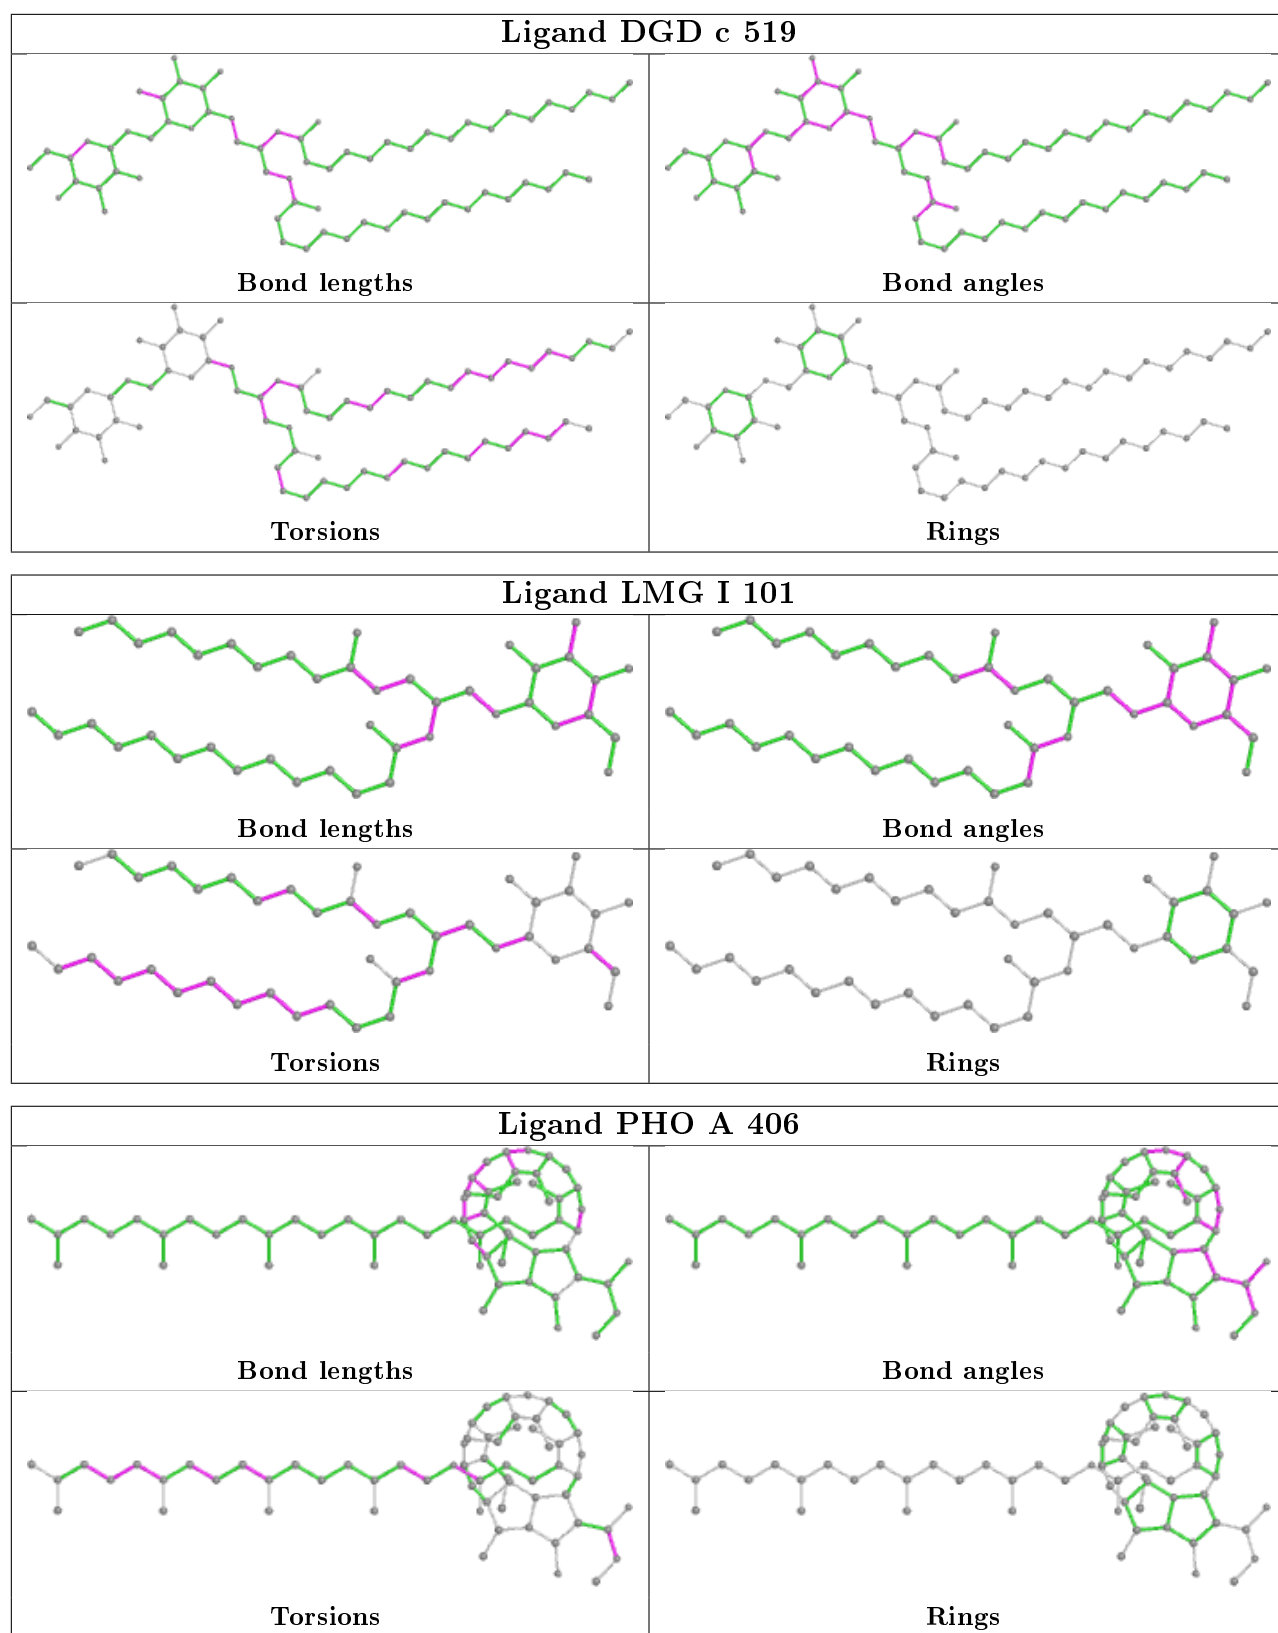 Ligand DGD c 519
Bond lengths
Bond angles
Torsions
Rings
Ligand LMG I 101
Bond lengths
Bond angles
Torsions
Rings
Ligand PHO A 406
Bond lengths
Bond angles
Torsions
Rings